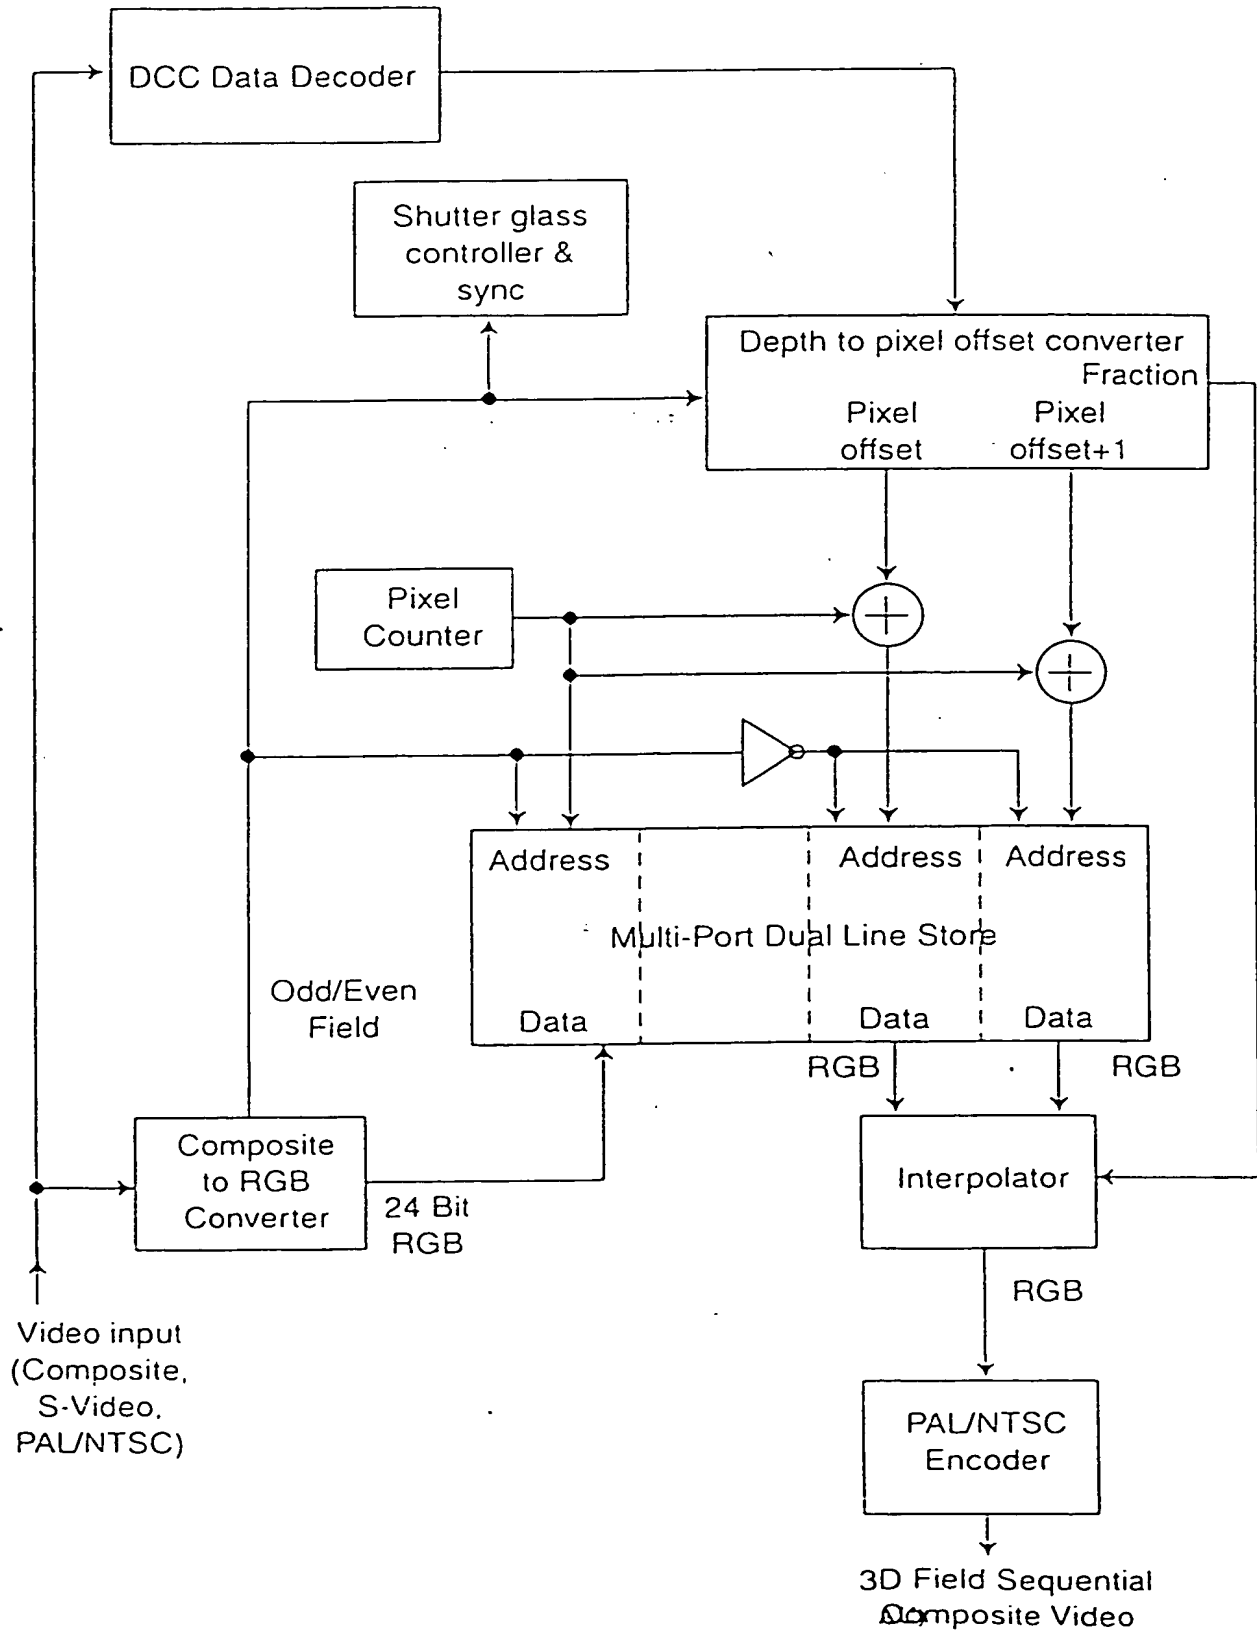 DCC Data Decoder
Shutter glass
controller &
sync
Depth to pixel offset converter
Fraction
Pixel
offset
Pixel
offset+1
Pixel
Counter
Address
Address
Address
Multi-Port Dual Line Store
Odd/Even
Field
Data
Data
Data
RGB
RGB
Composite
to RGB
Converter
24 Bit
RGB
Interpolator
RGB
Video input
(Composite,
S-Video,
PAL/NTSC)
PAL/NTSC
Encoder
3D Field Sequential
Composite Video